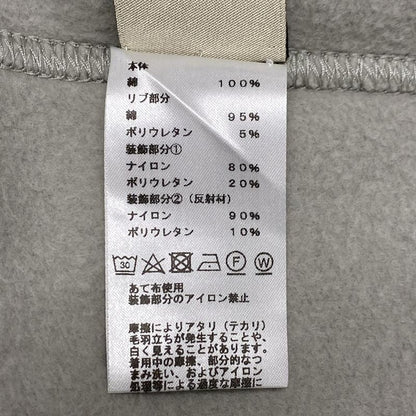 本体
綿 100%
リブ部分
綿 95%
ポリウレタン 5%
装飾部分①
ナイロン 80%
ポリウレタン 20%
装飾部分②(反射材)
ナイロン 90%
ポリウレタン 10%
30 F W
あて布使用
装飾部分のアイロン禁止
摩擦によりアタリ(テカリ)
毛羽立ちが発生することや、
白く見えることがあります。
着用中の摩擦、部分的なつ
まみ洗い、およびアイロン
処理等による過度な摩擦に